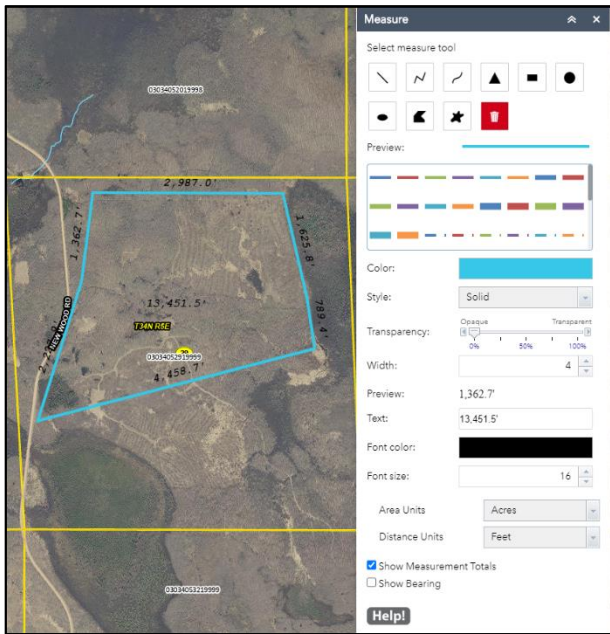 03034052019998
2,987.0'
1,362.7'
1,625.8'
13,451.5'
789.4'
T34N R5E
NEW WOOD RD
03034052919999
4,458.7'
03034053219999
Measure
Select measure tool
Preview:
Color:
Style:
Solid
Transparency:
Opaque
Transparent
0%
50%
100%
Width:
4
Preview:
1,362.7'
Text:
13,451.5'
Font color:
Font size:
16
Area Units
Acres
Distance Units
Feet
Show Measurement Totals
Show Bearing
Help!